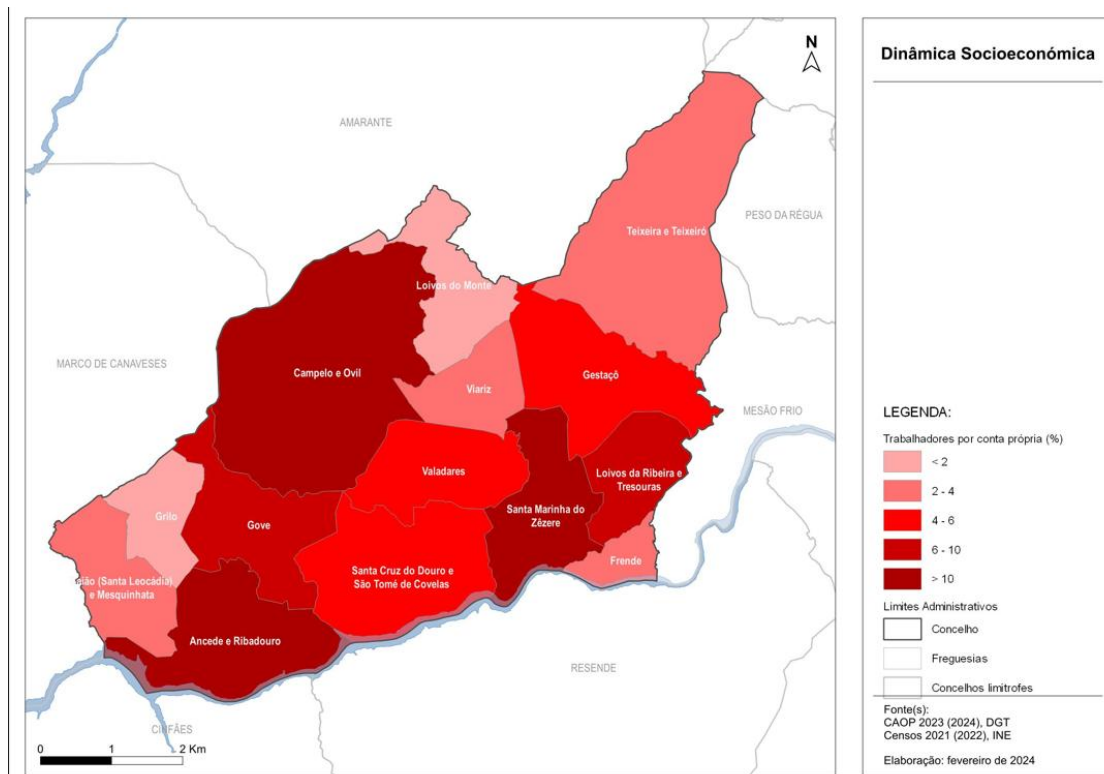 Dinâmica Socioeconómica
N
AMARANTE
PESO DA RÉGUA
Teixeira e Teixeiró
Loivos do Monte
MARCO DE CANAVESES
Campelo e Ovil
Viariz
Gestaçô
MESÃO FRIO
Valadares
Loivos da Ribeira e
Tresouras
Santa Marinha do
Zêzere
Grilo
Gove
Frende
Santa Cruz do Douro e
São Tomé de Covelas
(Santa Leocádia)
e Mesquinhata
Ancede e Ribadouro
RESENDE
CINFÃES
0 1 2 Km
LEGENDA:
Trabalhadores por conta própria (%)
< 2
2 - 4
4 - 6
6 - 10
> 10
Limites Administrativos
Concelho
Freguesias
Concelhos limitrofes
Fonte(s):
CAOP 2023 (2024), DGT
Censos 2021 (2022), INE
Elaboração: fevereiro de 2024